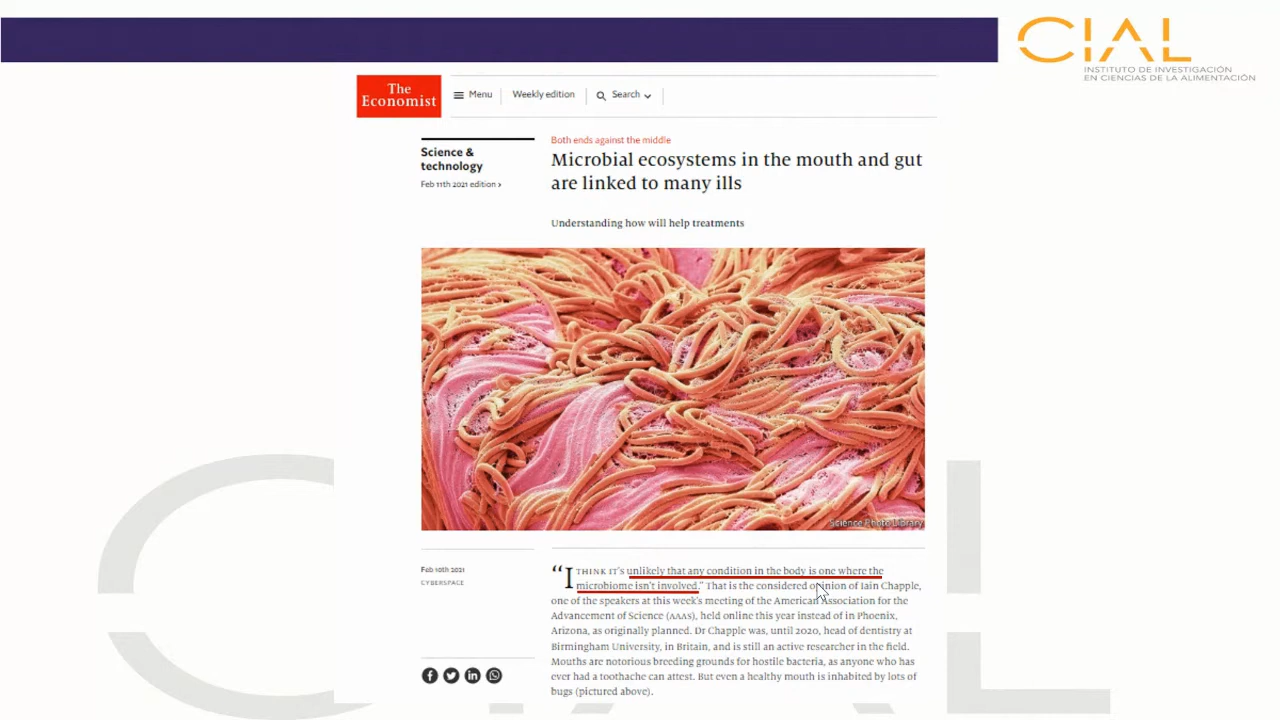 CIAL
INSTITUTO DE INVESTIGACIÓN
EN CIENCIAS DE LA ALIMENTACIÓN
The
Economist
Menu
Weekly edition
Search
Science &
technology
Feb 11th 2021 edition ›
Both ends against the middle
Microbial ecosystems in the mouth and gut
are linked to many ills
Understanding how will help treatments
Science Photo Library
Feb 10th 2021
CYBERSPACE
“I THINK IT'S unlikely that any condition in the body is one where the
microbiome isn't involved.” That is the considered opinion of Iain Chapple,
one of the speakers at this week's meeting of the American Association for the
Advancement of Science (AAAS), held online this year instead of in Phoenix,
Arizona, as originally planned. Dr Chapple was, until 2020, head of dentistry at
Birmingham University, in Britain, and is still an active researcher in the field.
Mouths are notorious breeding grounds for hostile bacteria, as anyone who has
ever had a toothache can attest. But even a healthy mouth is inhabited by lots of
bugs (pictured above).